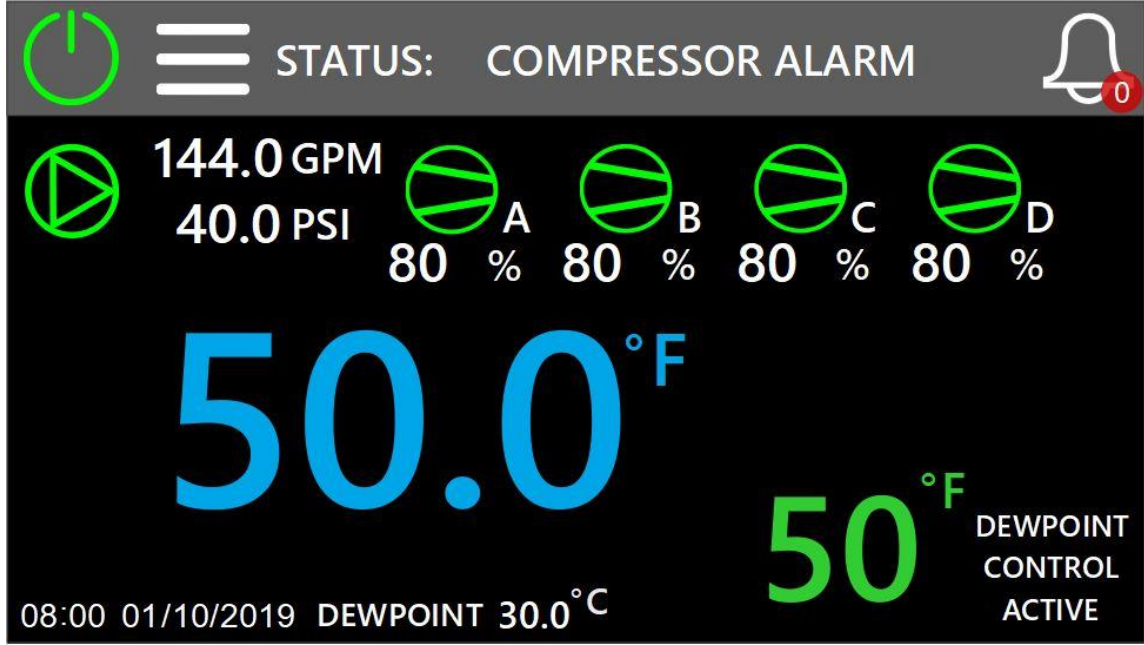 STATUS: COMPRESSOR ALARM
0
144.0 GPM
40.0 PSI
A B C D
80 % 80 % 80 % 80 %
50.0 °F
50 °F
DEWPOINT
CONTROL
ACTIVE
08:00 01/10/2019 DEWPOINT 30.0 °C